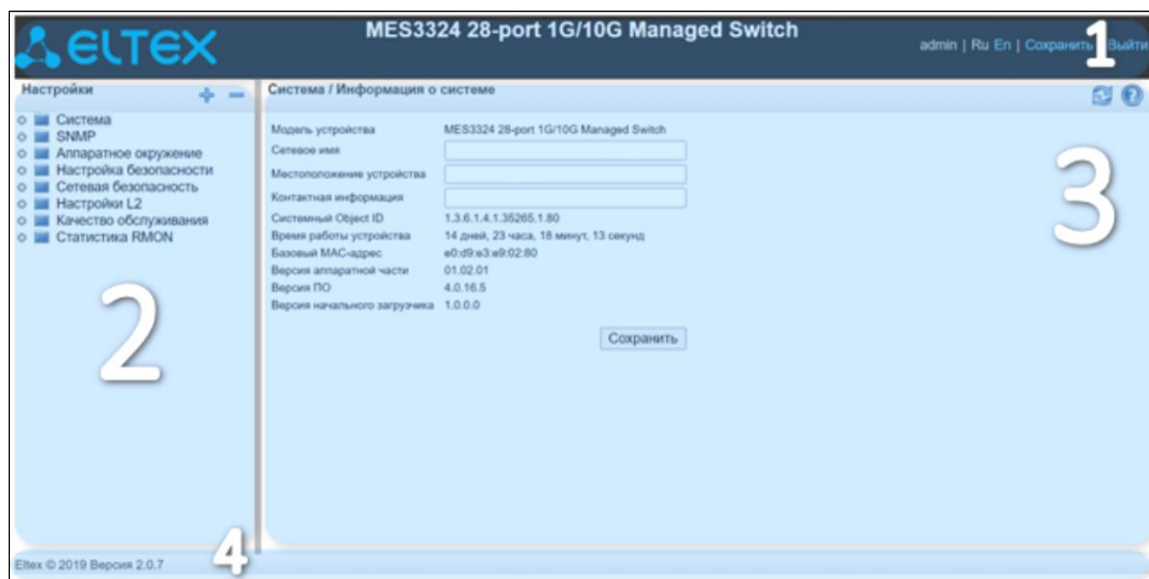 ELTEX
MES3324 28-port 1G/10G Managed Switch
admin | Ru En | Сохранить Выйти
1
Настройки
Система
SNMP
Аппаратное окружение
Настройка безопасности
Сетевая безопасность
Настройки L2
Качество обслуживания
Статистика RMON
2
Система / Информация о системе
Модель устройства MES3324 28-port 1G/10G Managed Switch
Сетевое имя
Местоположение устройства
Контактная информация
Системный Object ID 1.3.6.1.4.1.35265.1.80
Время работы устройства 14 дней, 23 часа, 18 минут, 13 секунд
Базовый MAC-адрес e0:d9:e3:e9:02:80
Версия аппаратной части 01.02.01
Версия ПО 4.0.16.5
Версия начального загрузчика 1.0.0.0
Сохранить
3
Eltex © 2019 Версия 2.0.7
4